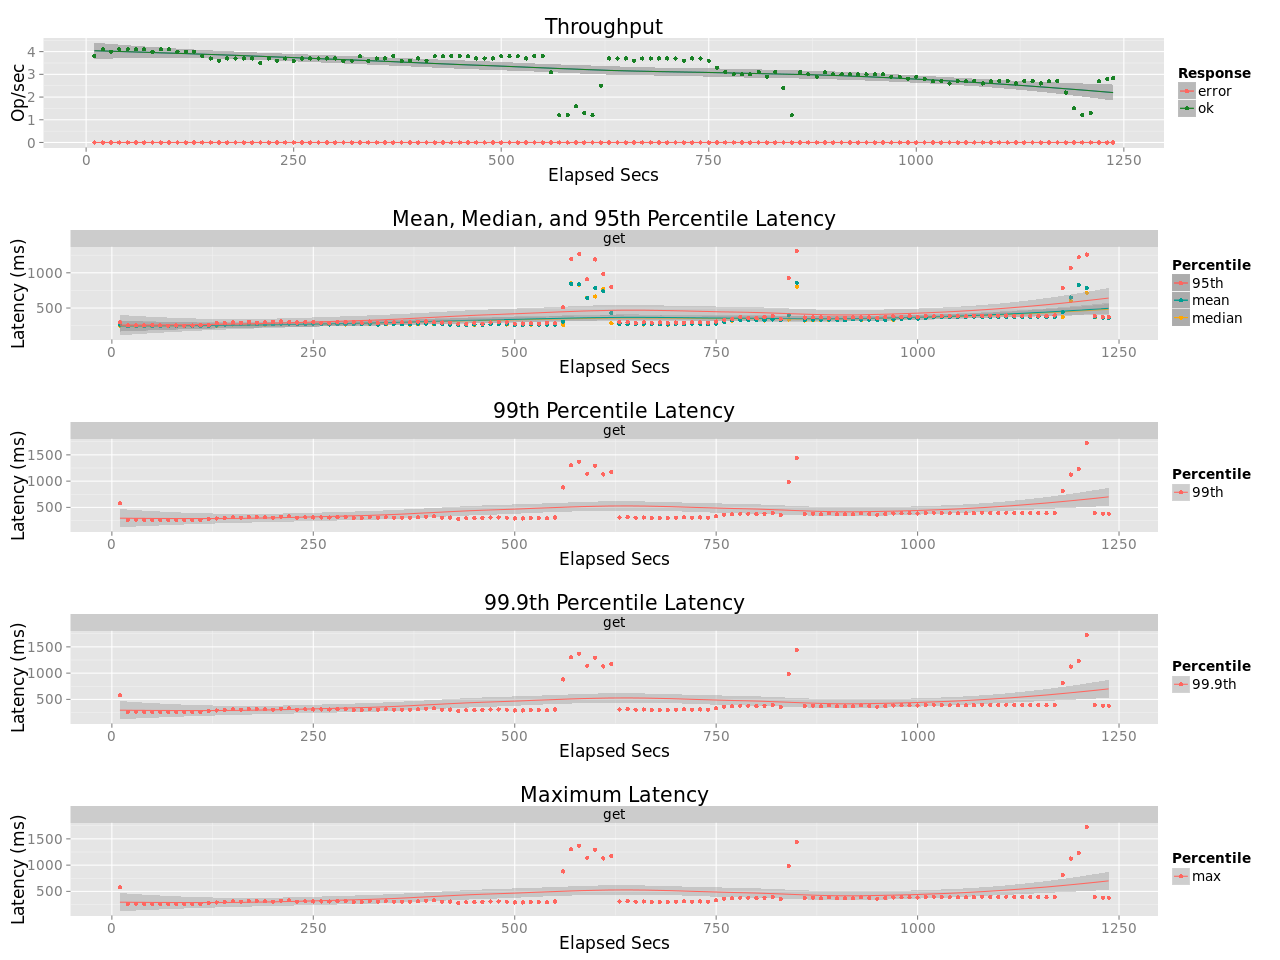 Throughput
Op/sec
4
3
2
1
0
0 250 500 750 1000 1250
Elapsed Secs
Response
error
ok
Mean, Median, and 95th Percentile Latency
get
Latency (ms)
1000
500
0 250 500 750 1000 1250
Elapsed Secs
Percentile
95th
mean
median
99th Percentile Latency
get
Latency (ms)
1500
1000
500
0 250 500 750 1000 1250
Elapsed Secs
Percentile
99th
99.9th Percentile Latency
get
Latency (ms)
1500
1000
500
0 250 500 750 1000 1250
Elapsed Secs
Percentile
99.9th
Maximum Latency
get
Latency (ms)
1500
1000
500
0 250 500 750 1000 1250
Elapsed Secs
Percentile
max